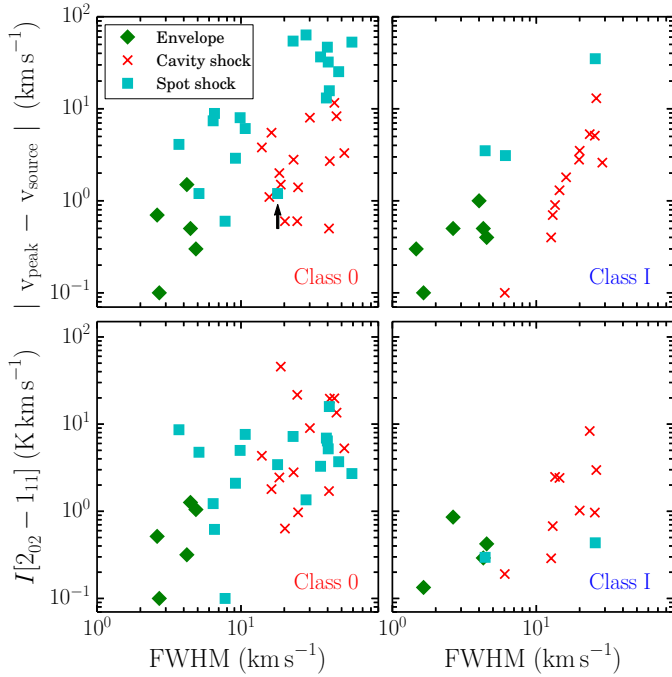 | v_peak − v_source | (km s⁻¹)
10²
10¹
10⁰
10⁻¹
Envelope
Cavity shock
Spot shock
Class 0
Class I
I[2₀₂ − 1₁₁] (K km s⁻¹)
10²
10¹
10⁰
10⁻¹
Class 0
Class I
10⁰
10¹
10⁰
10¹
FWHM (km s⁻¹)
FWHM (km s⁻¹)